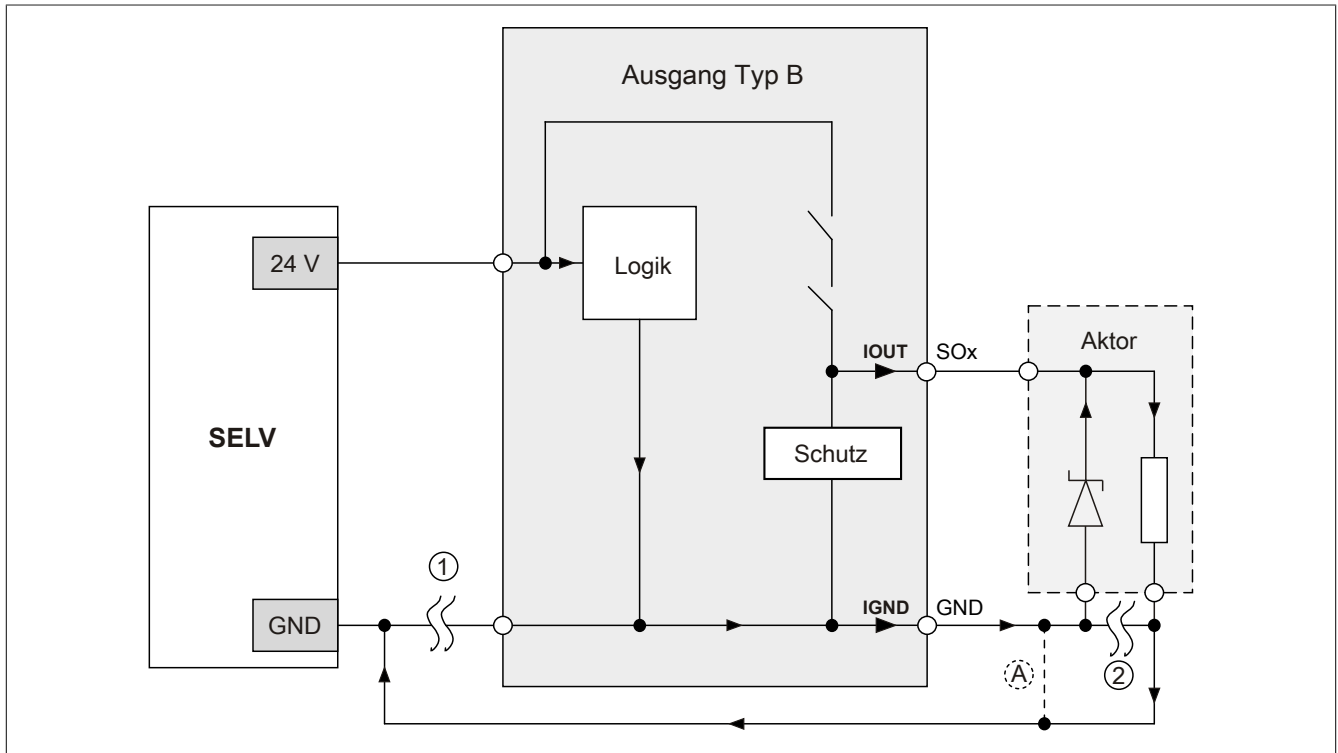 Ausgang Typ B
24 V
Logik
SELV
Aktor
IOUT
SOx
Schutz
1
GND
IGND
GND
A
2